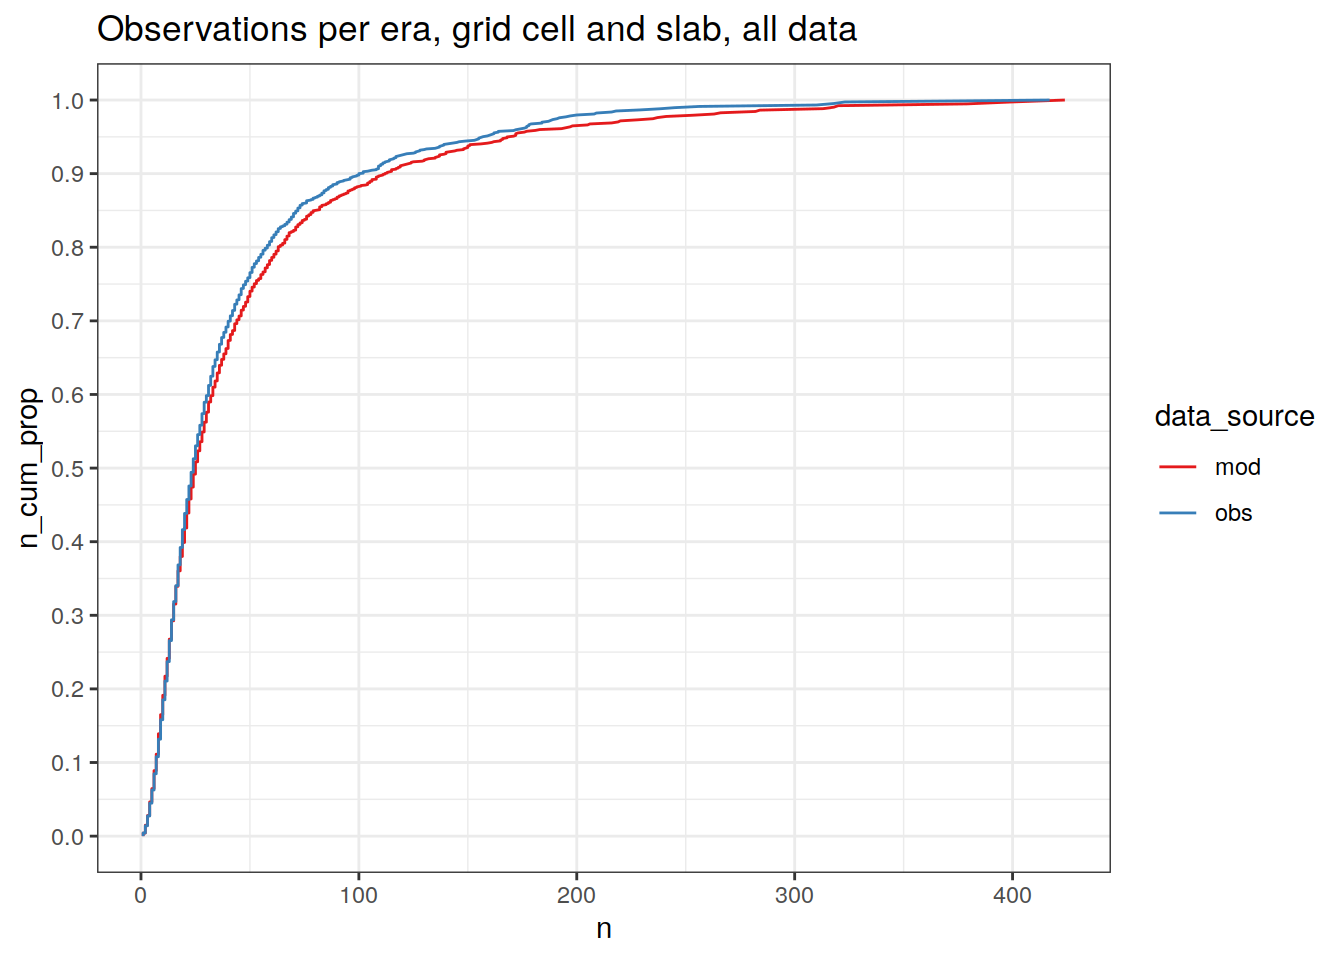 Observations per era, grid cell and slab, all data
n_cum_prop
1.0
0.9
0.8
0.7
0.6
0.5
0.4
0.3
0.2
0.1
0.0
0 100 200 300 400
n
data_source
mod
obs